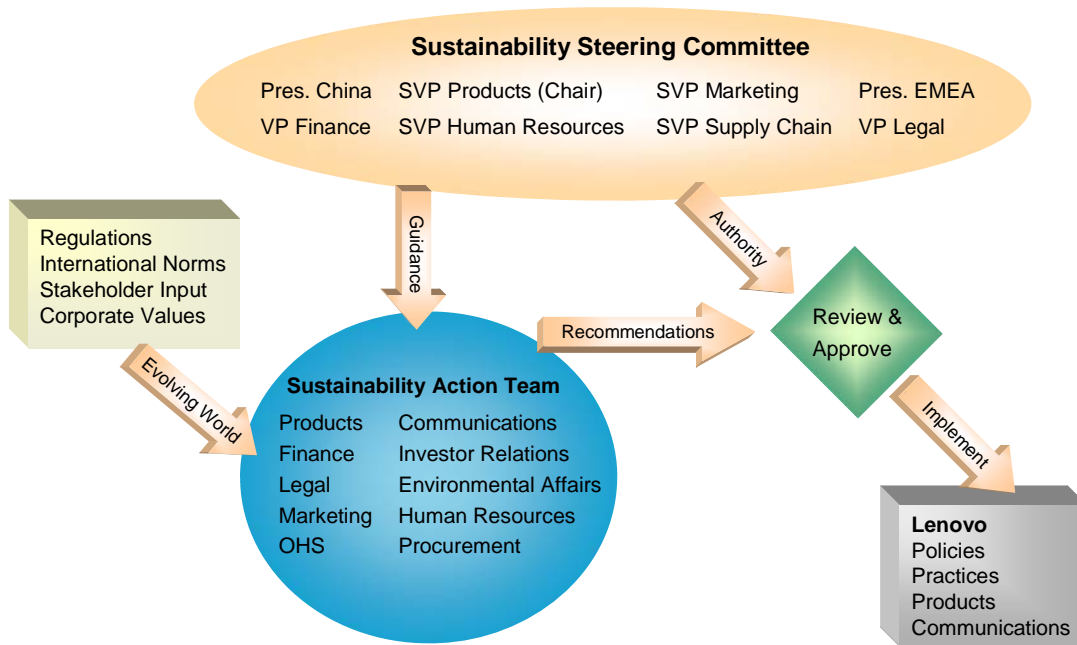 Sustainability Steering Committee
Pres. China SVP Products (Chair) SVP Marketing Pres. EMEA
VP Finance SVP Human Resources SVP Supply Chain VP Legal
Guidance
Authority
Regulations
International Norms
Stakeholder Input
Corporate Values
Evolving World
Recommendations
Review &
Approve
Sustainability Action Team
Products Communications
Finance Investor Relations
Legal Environmental Affairs
Marketing Human Resources
OHS Procurement
Implement
Lenovo
Policies
Practices
Products
Communications